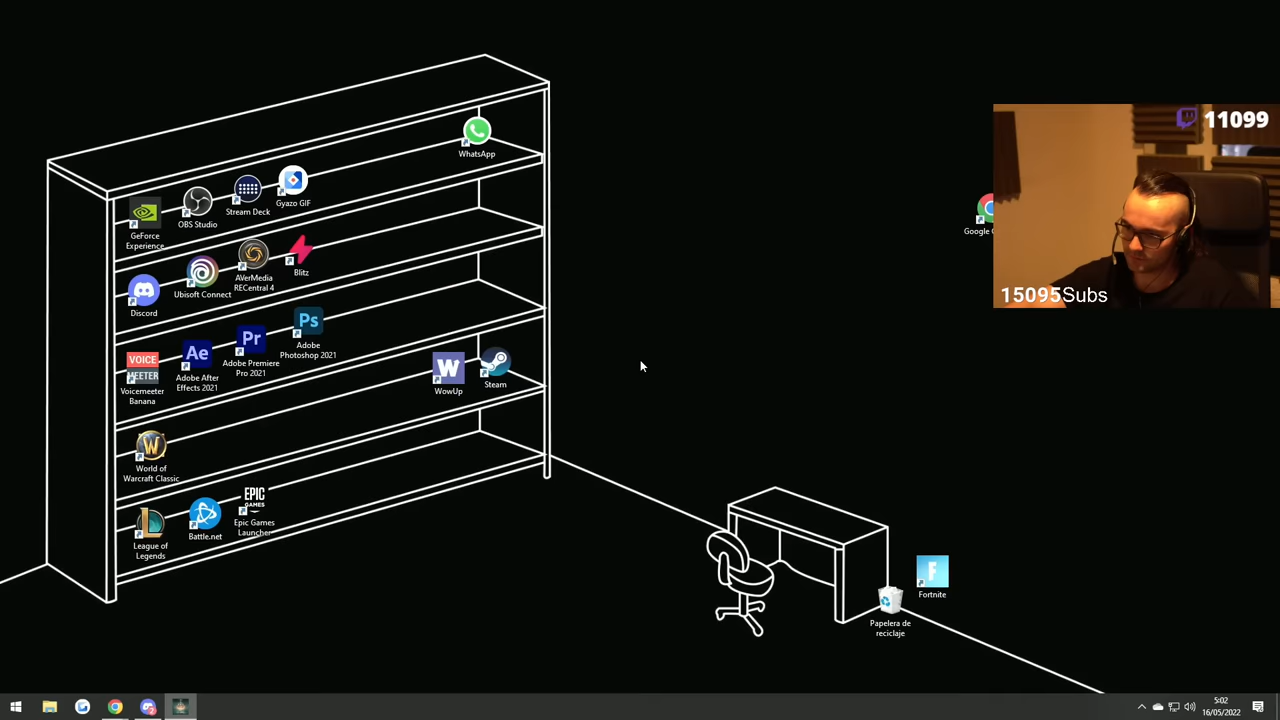 WhatsApp
11099
GeForce
Experience
OBS Studio
Stream Deck
Gyazo GIF
Google C
15095Subs
Discord
Ubisoft Connect
AVerMedia
RECentral 4
Blitz
VOICE
MEETER
Voicemeeter
Banana
Ae
Adobe After
Effects 2021
Pr
Adobe Premiere
Pro 2021
Ps
Adobe
Photoshop 2021
W
WowUp
Steam
W
World of
Warcraft Classic
L
League of
Legends
Battle.net
EPIC
GAMES
Epic Games
Launcher
F
Fortnite
Papelera de
reciclaje
5:02
16/05/2022